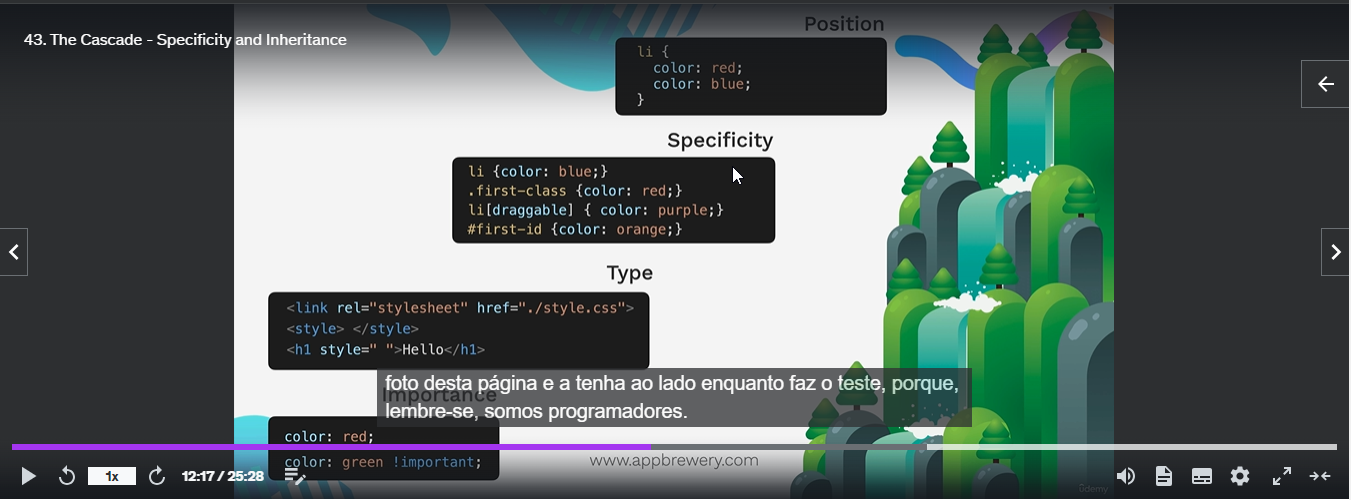 43. The Cascade - Specificity and Inheritance
Position
li {
color: red;
color: blue;
}
Specificity
li {color: blue;}
.first-class {color: red;}
li[draggable] { color: purple;}
#first-id {color: orange;}
Type
<link rel="stylesheet" href="./style.css">
<style> </style>
<h1 style=" ">Hello</h1>
Importance
foto desta página e a tenha ao lado enquanto faz o teste, porque,
lembre-se, somos programadores.
color: red;
color: green !important;
www.appbrewery.com
1x
12:17 / 25:28
udemy